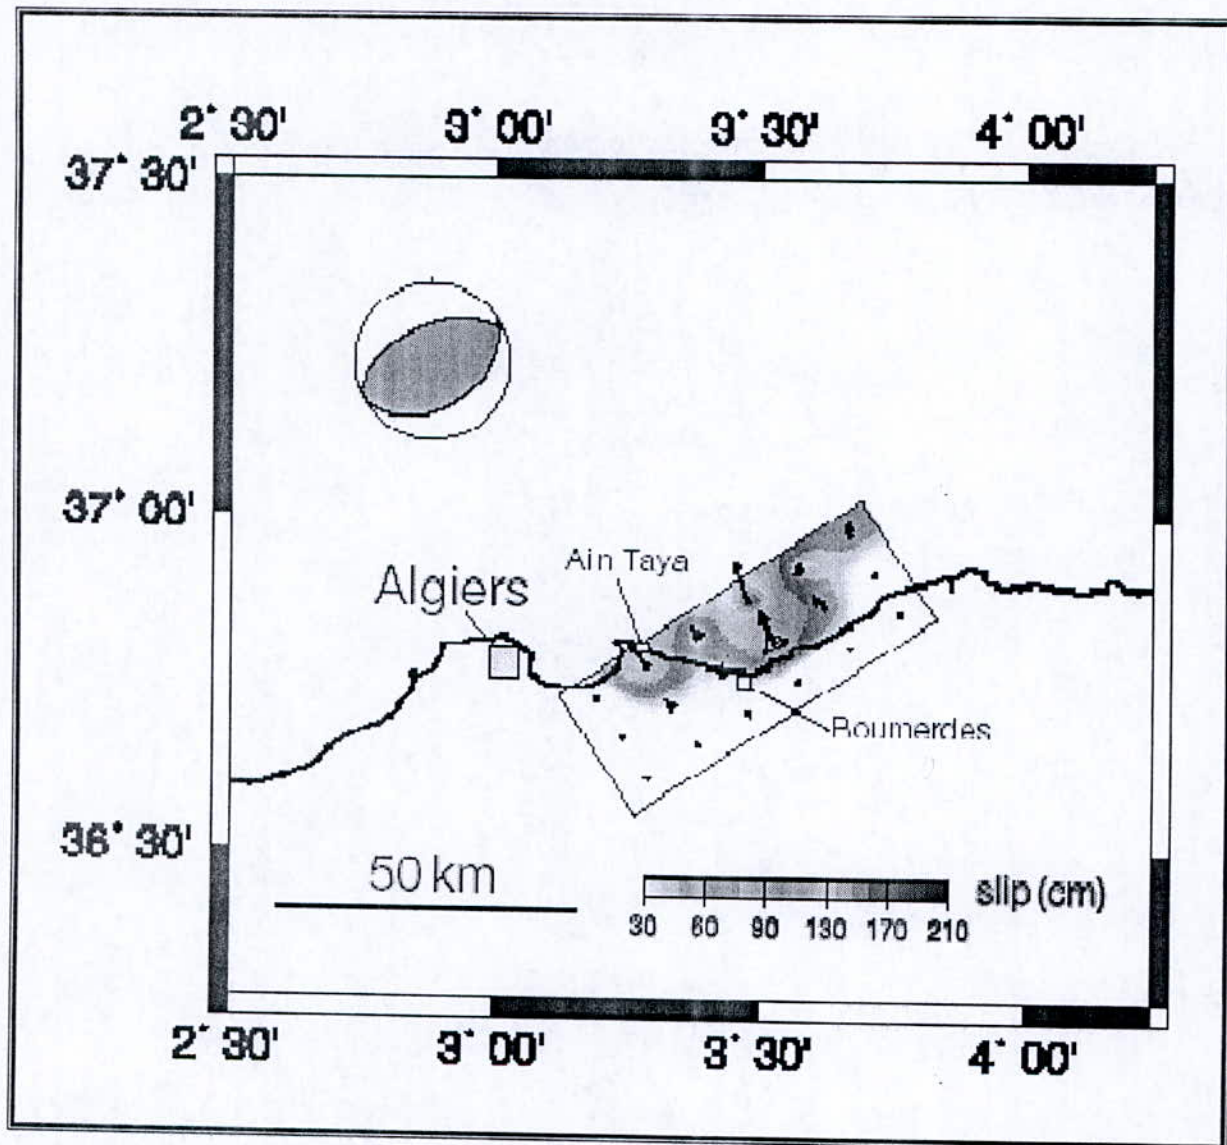 2° 30' 3° 00' 3° 30' 4° 00'
37° 30'
37° 00'
Ain Taya
Algiers
Boumerdes
36° 30'
50 km
slip (cm)
30 60 90 130 170 210
2° 30' 3° 00' 3° 30' 4° 00'